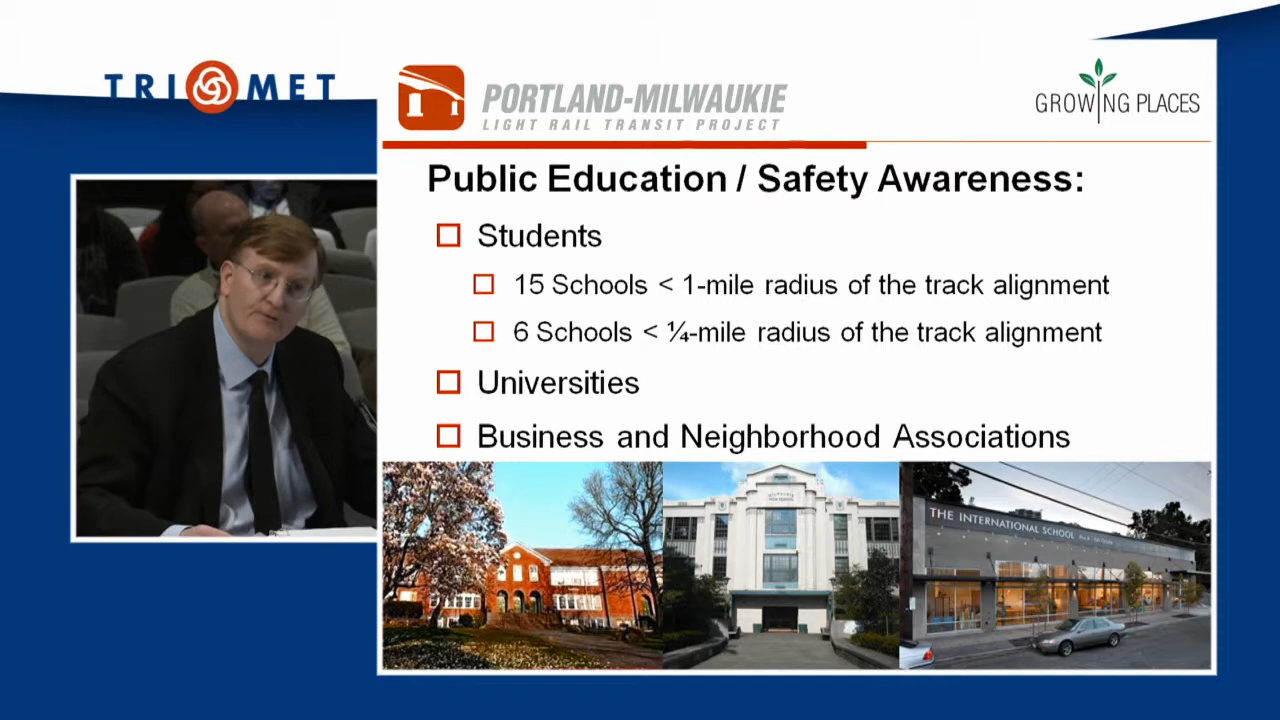 TRI MET
PORTLAND-MILWAUKIE
LIGHT RAIL TRANSIT PROJECT
GROWING PLACES
Public Education / Safety Awareness:
Students
15 Schools < 1-mile radius of the track alignment
6 Schools < ¼-mile radius of the track alignment
Universities
Business and Neighborhood Associations
THE INTERNATIONAL SCHOOL